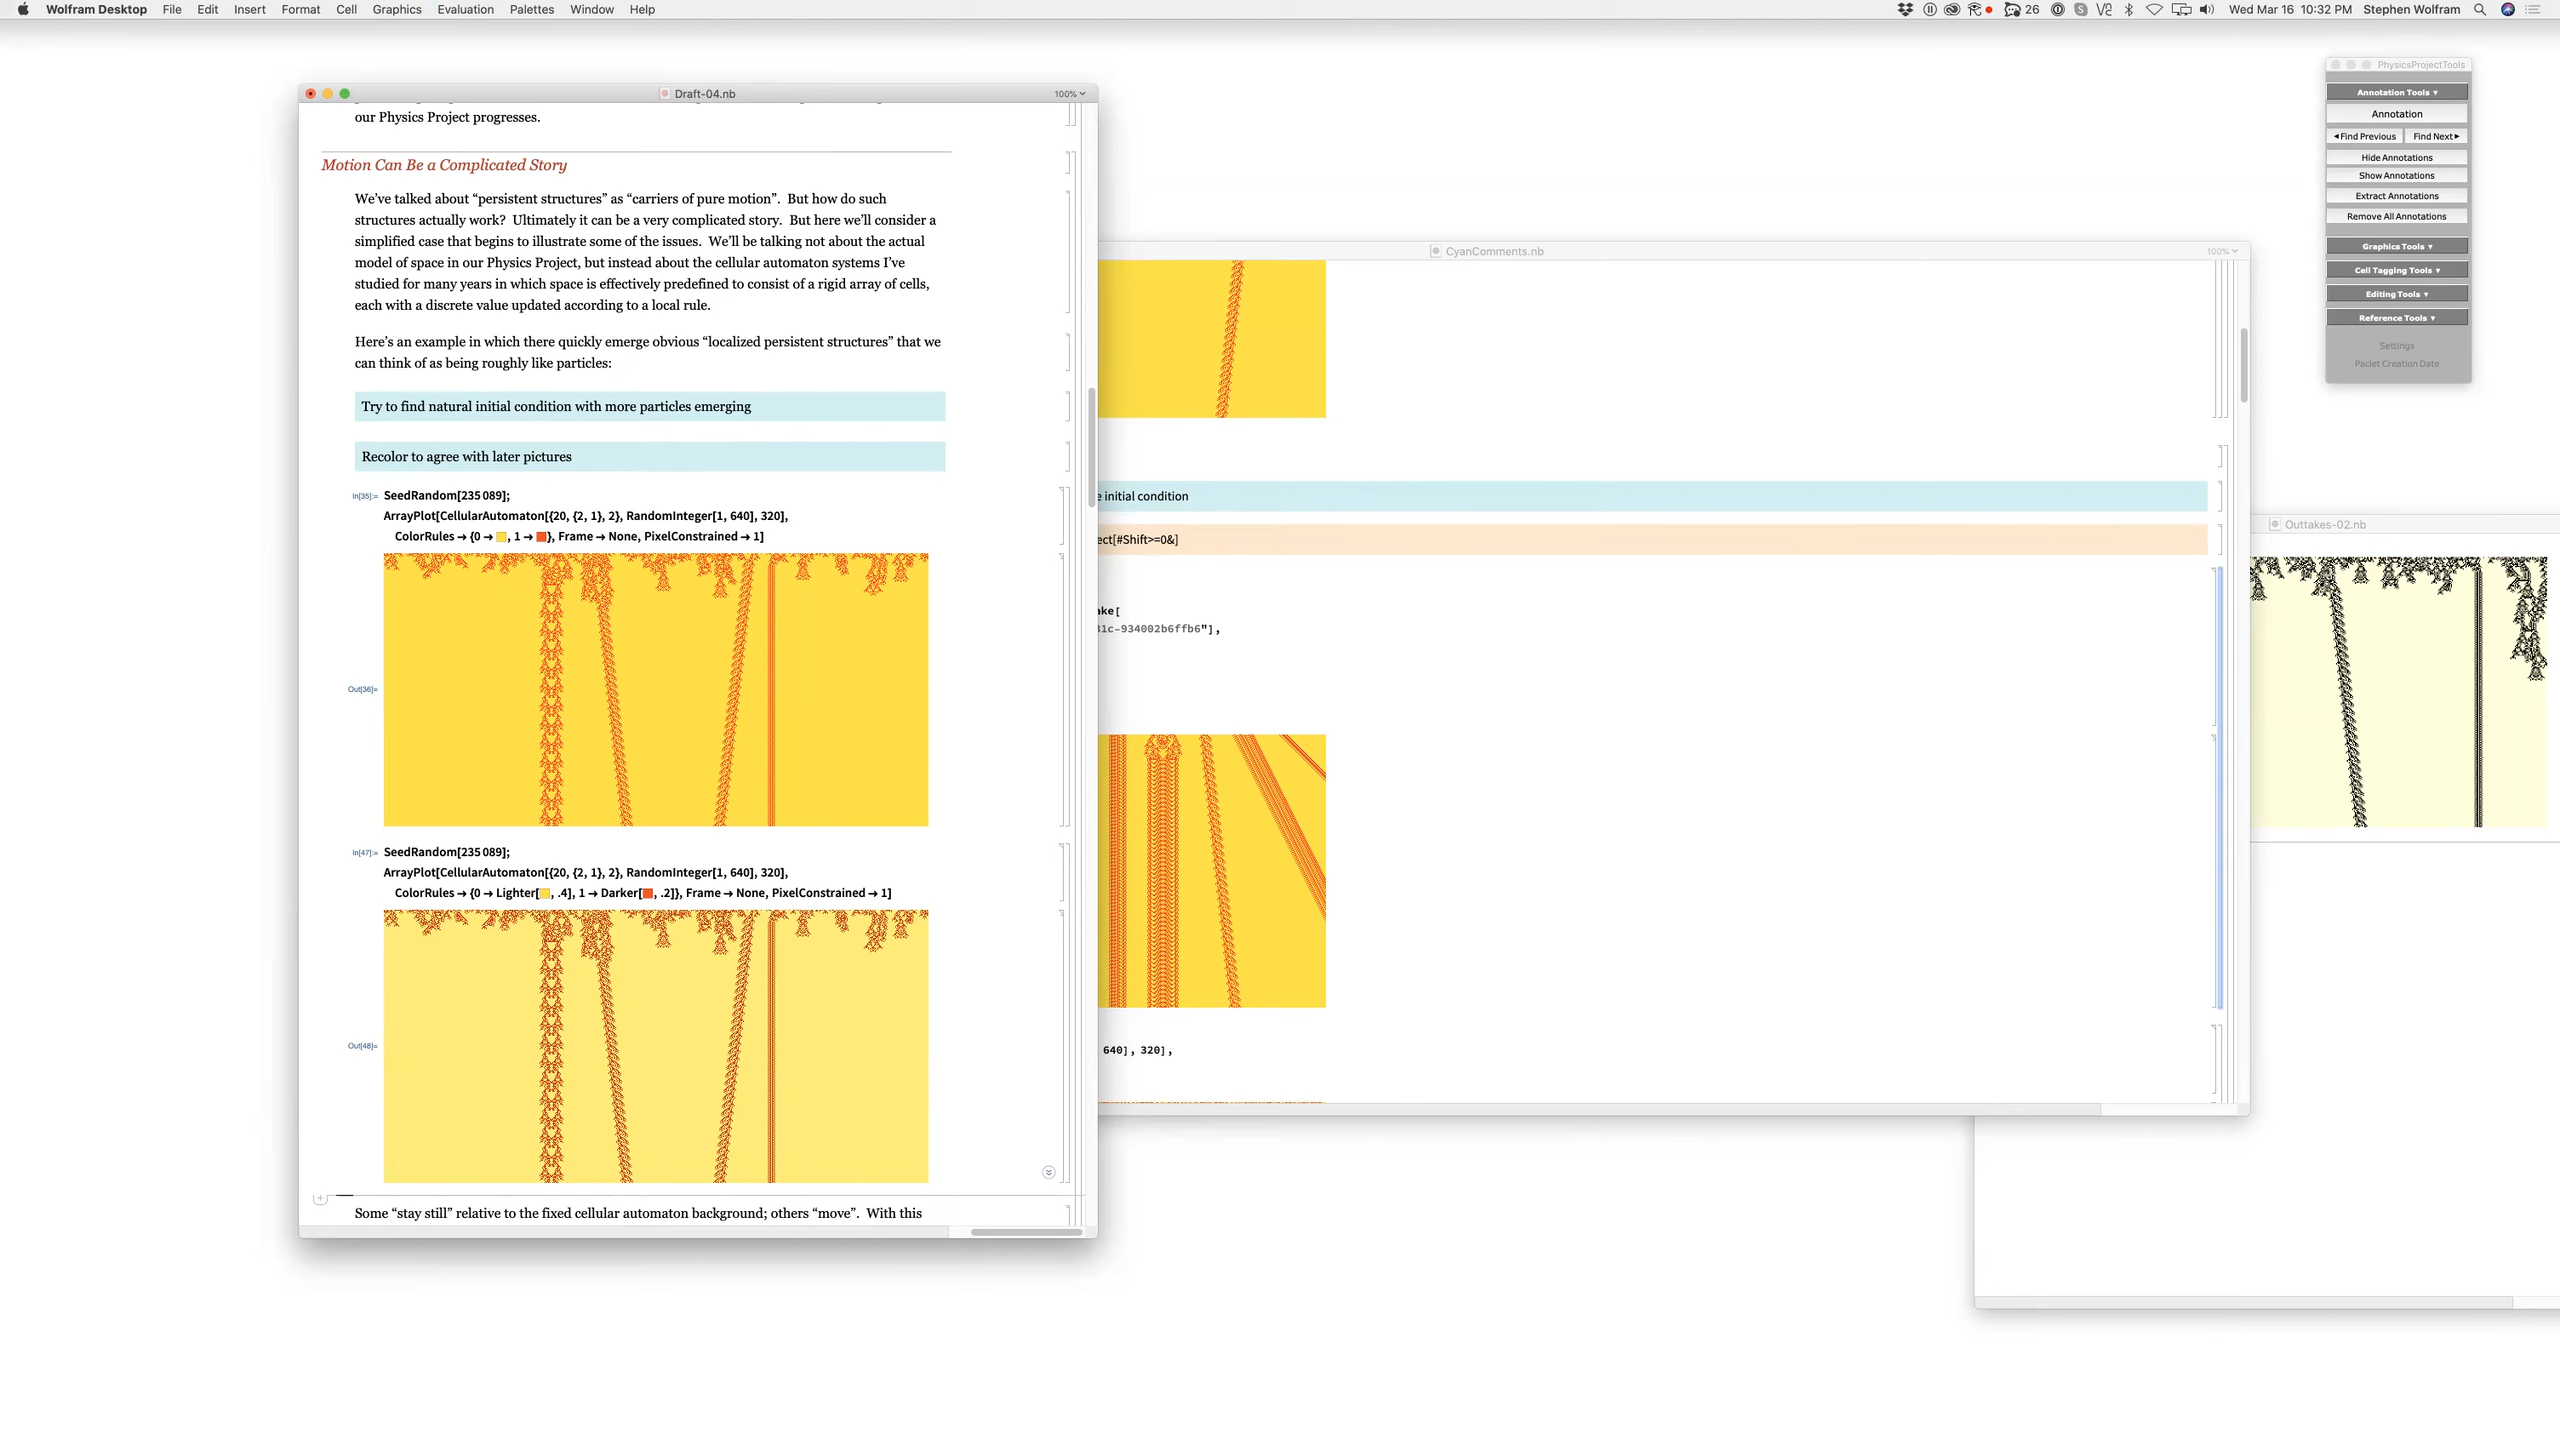 Wolfram Desktop File Edit Insert Format Cell Graphics Evaluation Palettes Window Help
26 Wed Mar 16 10:32 PM Stephen Wolfram
Draft-04.nb 100%
our Physics Project progresses.
Motion Can Be a Complicated Story
We’ve talked about “persistent structures” as “carriers of pure motion”. But how do such
structures actually work? Ultimately it can be a very complicated story. But here we’ll consider a
simplified case that begins to illustrate some of the issues. We’ll be talking not about the actual
model of space in our Physics Project, but instead about the cellular automaton systems I’ve
studied for many years in which space is effectively predefined to consist of a rigid array of cells,
each with a discrete value updated according to a local rule.
Here’s an example in which there quickly emerge obvious “localized persistent structures” that we
can think of as being roughly like particles:
Try to find natural initial condition with more particles emerging
Recolor to agree with later pictures
In[35]:= SeedRandom[235 089];
ArrayPlot[CellularAutomaton[{20, {2, 1}, 2}, RandomInteger[1, 640], 320],
ColorRules → {0 → , 1 → }, Frame → None, PixelConstrained → 1]
Out[36]=
In[47]:= SeedRandom[235 089];
ArrayPlot[CellularAutomaton[{20, {2, 1}, 2}, RandomInteger[1, 640], 320],
ColorRules → {0 → Lighter[ , .4], 1 → Darker[ , .2]}, Frame → None, PixelConstrained → 1]
Out[48]=
Some “stay still” relative to the fixed cellular automaton background; others “move”. With this
CyanComments.nb 100%
e initial condition
ect[#Shift>=0&]
ake[
31c-934002b6ffb6"],
640], 320],
Outtakes-02.nb
PhysicsProjectTools
Annotation Tools ▾
Annotation
◂Find Previous Find Next▸
Hide Annotations
Show Annotations
Extract Annotations
Remove All Annotations
Graphics Tools ▾
Cell Tagging Tools ▾
Editing Tools ▾
Reference Tools ▾
Settings
Paclet Creation Date